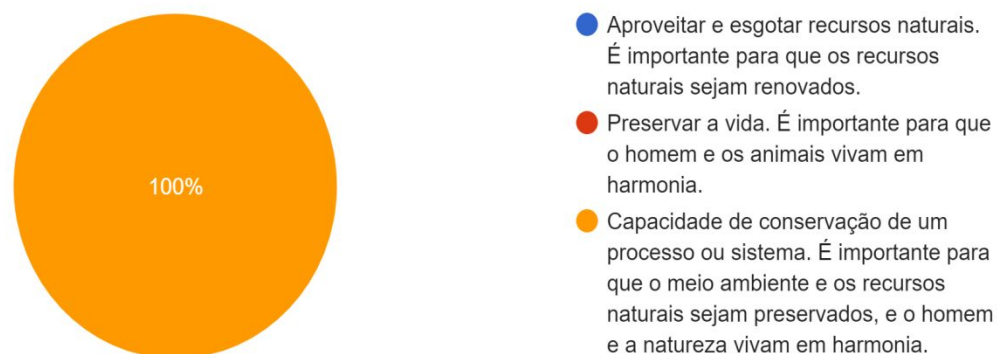 100%
Aproveitar e esgotar recursos naturais.
É importante para que os recursos
naturais sejam renovados.
Preservar a vida. É importante para que
o homem e os animais vivam em
harmonia.
Capacidade de conservação de um
processo ou sistema. É importante para
que o meio ambiente e os recursos
naturais sejam preservados, e o homem
e a natureza vivam em harmonia.